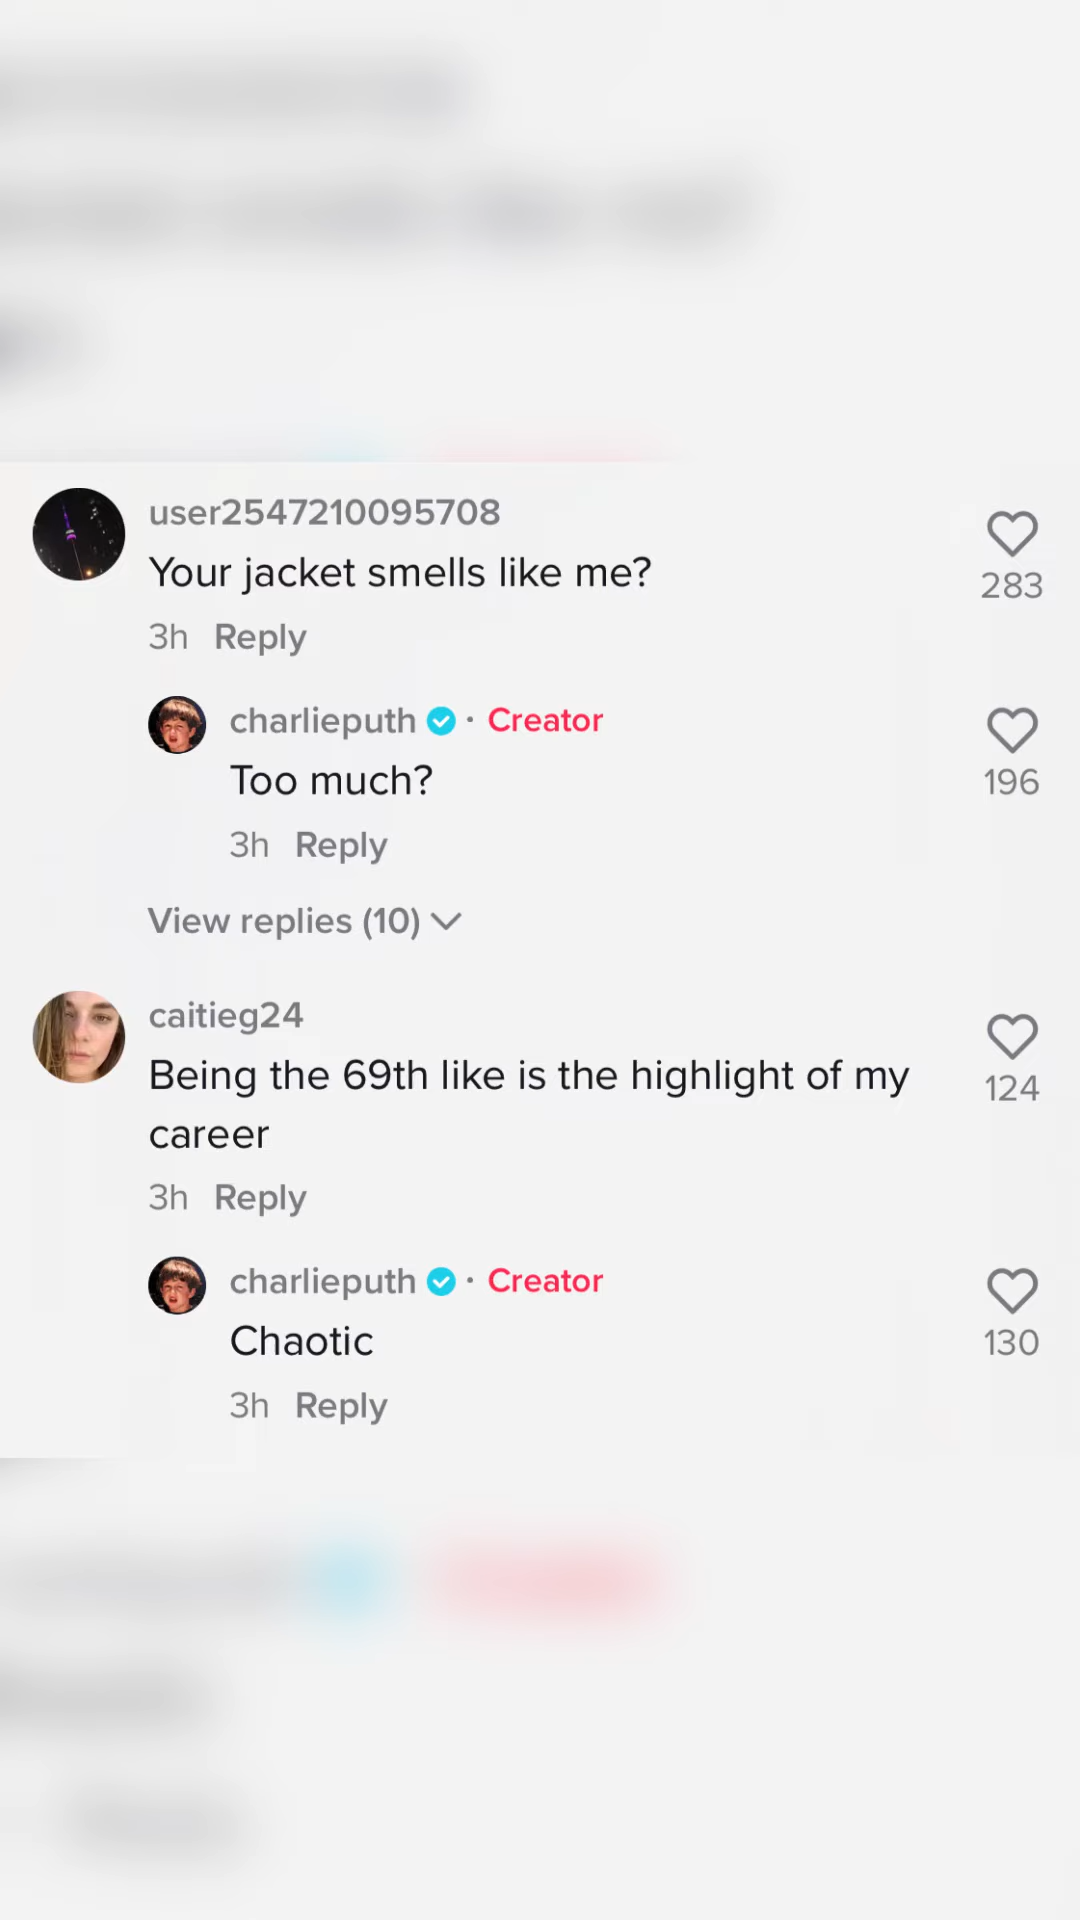 user2547210095708
Your jacket smells like me?
283
3h Reply
charlieputh · Creator
Too much?
196
3h Reply
View replies (10)
caitieg24
Being the 69th like is the highlight of my
career
124
3h Reply
charlieputh · Creator
Chaotic
130
3h Reply